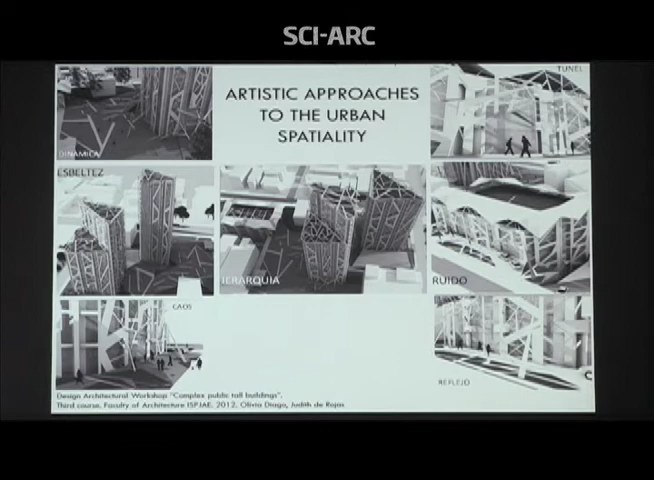 SCI-ARC
ARTISTIC APPROACHES
TO THE URBAN
SPATIALITY
TUNEL
DINAMICA
ESBELTEZ
JERARQUIA
RUIDO
CAOS
REFLEJO
Design Architectural Workshop "Complex public tall buildings".
Third course, Faculty of Architecture ISPJAE, 2012, Olivia Drago, Judith de Rojas